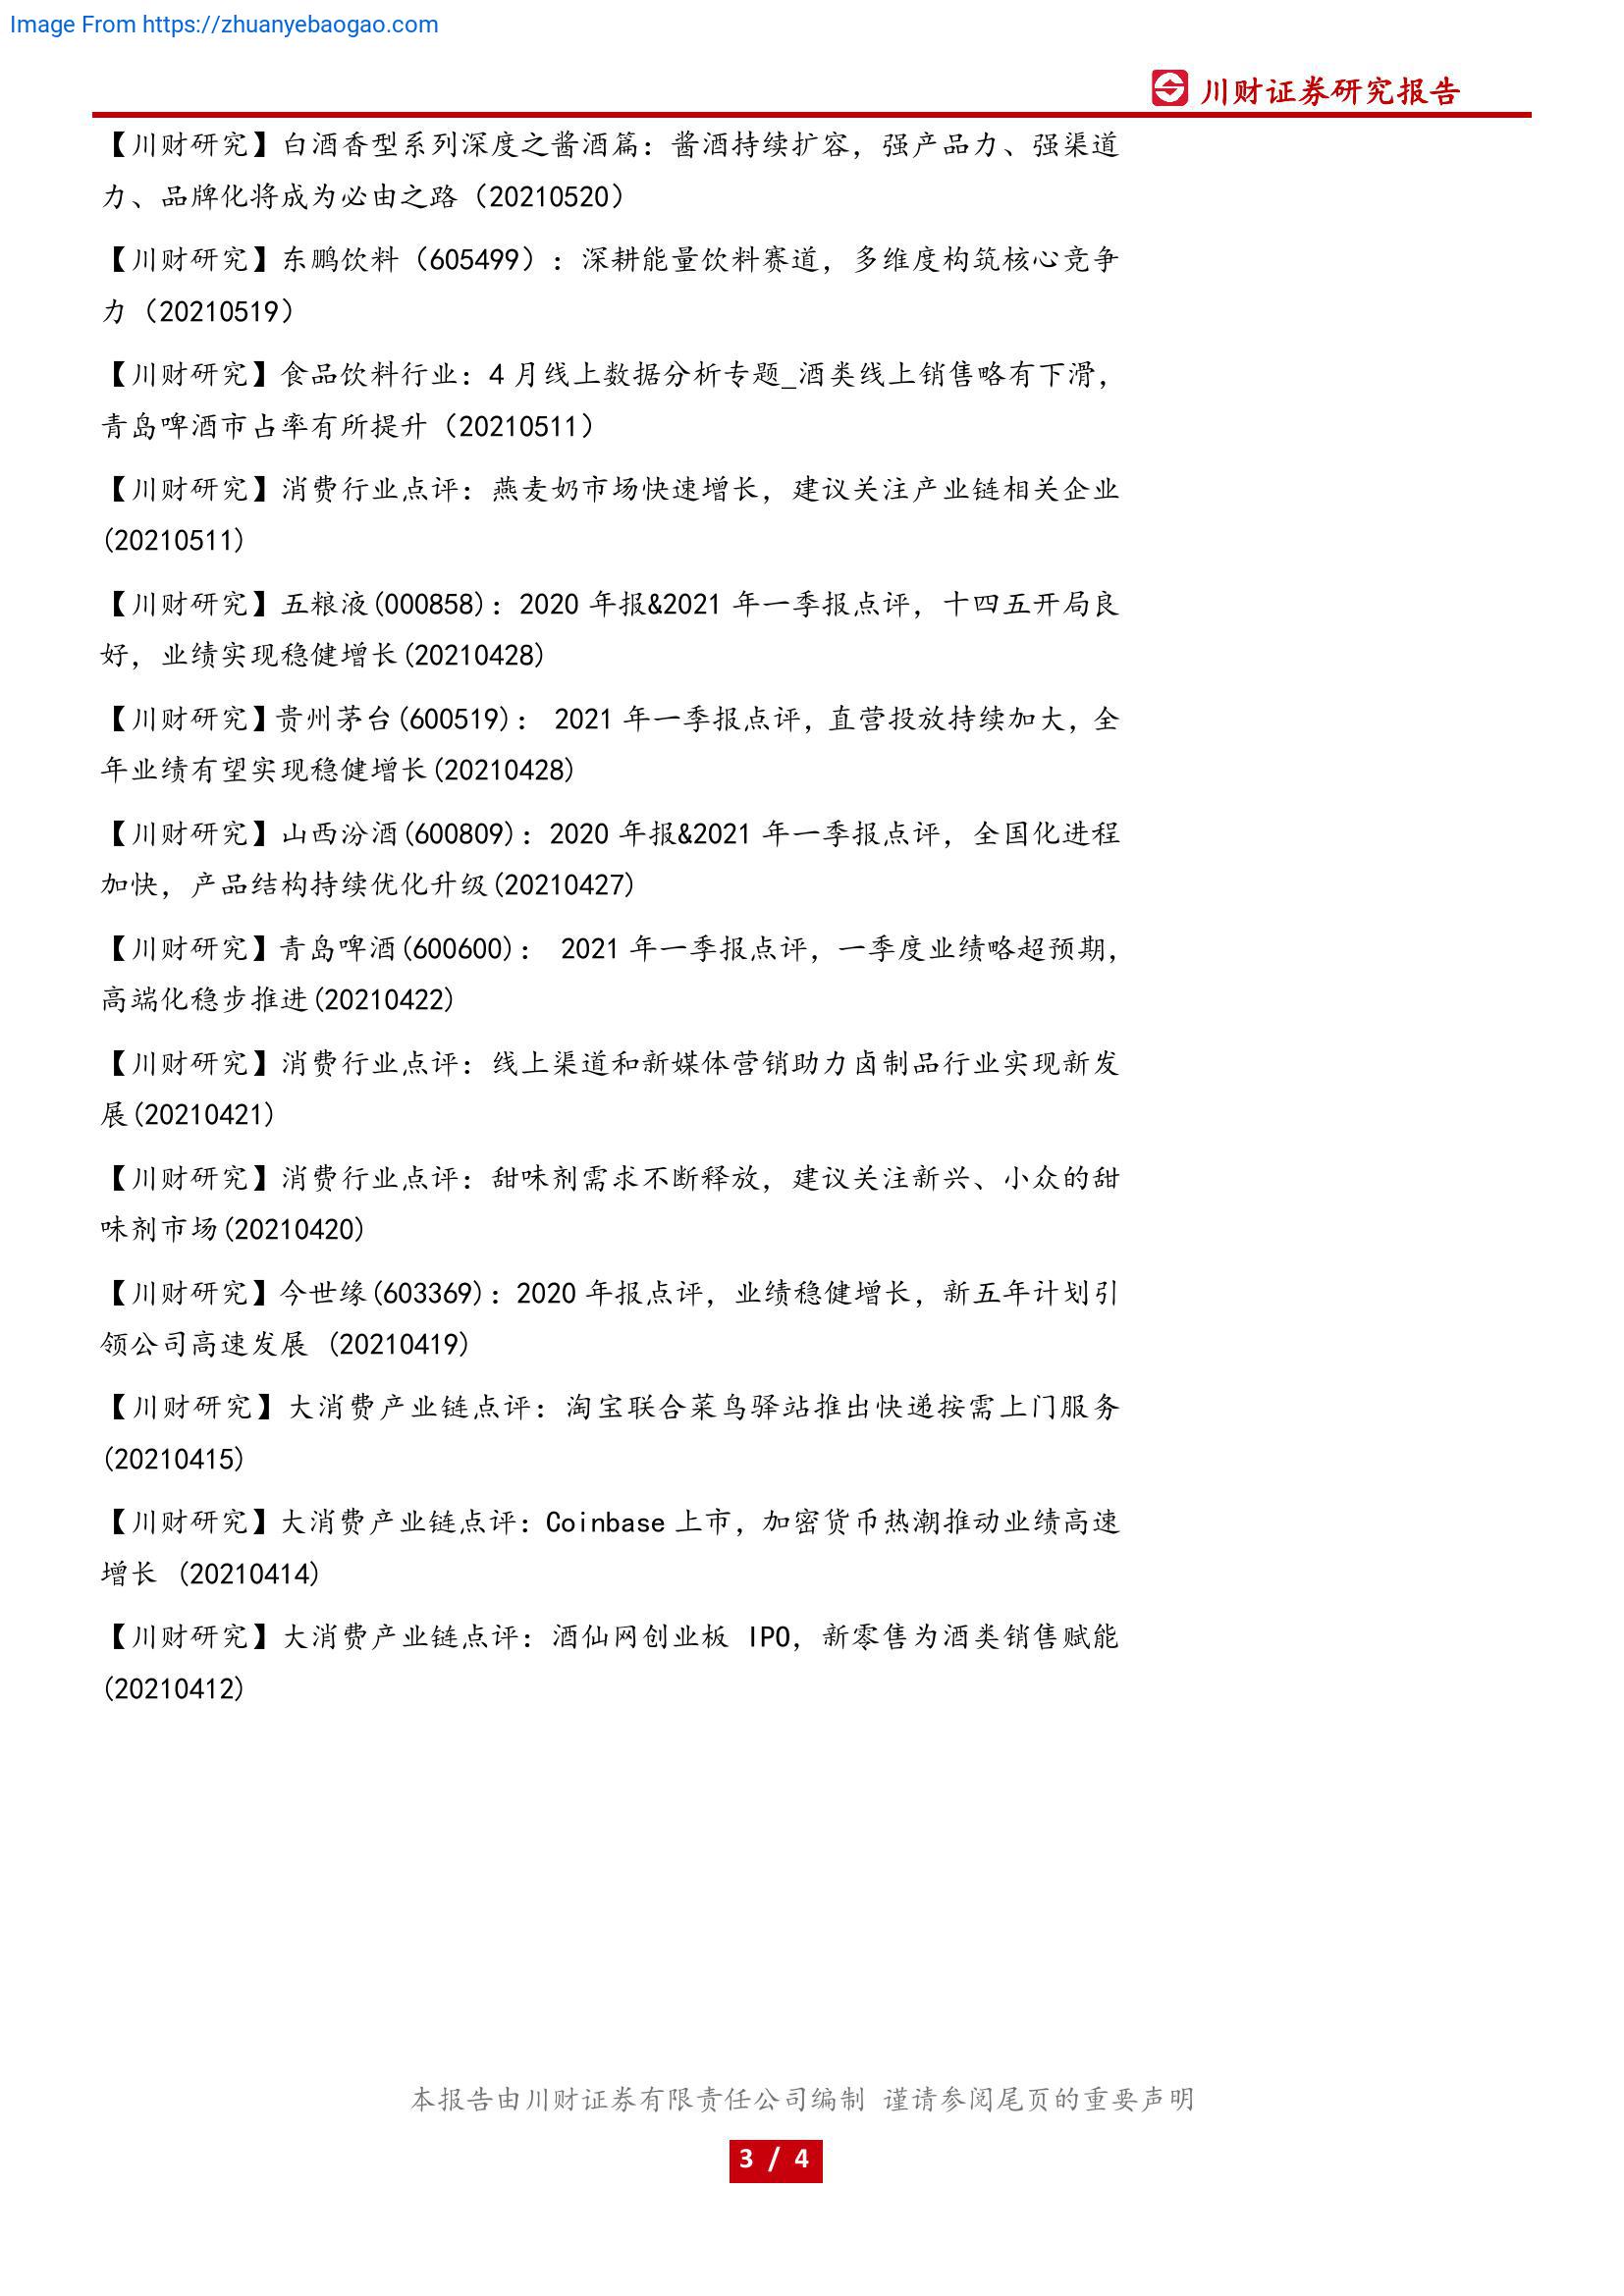 Image From https://zhuanyebaogao.com
川财证券研究报告
【川财研究】白酒香型系列深度之酱酒篇：酱酒持续扩容，强产品力、强渠道
力、品牌化将成为必由之路（20210520）
【川财研究】东鹏饮料（605499）：深耕能量饮料赛道，多维度构筑核心竞争
力（20210519）
【川财研究】食品饮料行业：4 月线上数据分析专题_酒类线上销售略有下滑，
青岛啤酒市占率有所提升（20210511）
【川财研究】消费行业点评：燕麦奶市场快速增长，建议关注产业链相关企业
(20210511)
【川财研究】五粮液(000858)：2020 年报&2021 年一季报点评，十四五开局良
好，业绩实现稳健增长(20210428)
【川财研究】贵州茅台(600519)： 2021 年一季报点评，直营投放持续加大，全
年业绩有望实现稳健增长(20210428)
【川财研究】山西汾酒(600809)：2020 年报&2021 年一季报点评，全国化进程
加快，产品结构持续优化升级(20210427)
【川财研究】青岛啤酒(600600)： 2021 年一季报点评，一季度业绩略超预期，
高端化稳步推进(20210422)
【川财研究】消费行业点评：线上渠道和新媒体营销助力卤制品行业实现新发
展(20210421)
【川财研究】消费行业点评：甜味剂需求不断释放，建议关注新兴、小众的甜
味剂市场(20210420)
【川财研究】今世缘(603369)：2020 年报点评，业绩稳健增长，新五年计划引
领公司高速发展 (20210419)
【川财研究】大消费产业链点评：淘宝联合菜鸟驿站推出快递按需上门服务
(20210415)
【川财研究】大消费产业链点评：Coinbase 上市，加密货币热潮推动业绩高速
增长 (20210414)
【川财研究】大消费产业链点评：酒仙网创业板 IPO，新零售为酒类销售赋能
(20210412)
本报告由川财证券有限责任公司编制 谨请参阅尾页的重要声明
3 / 4